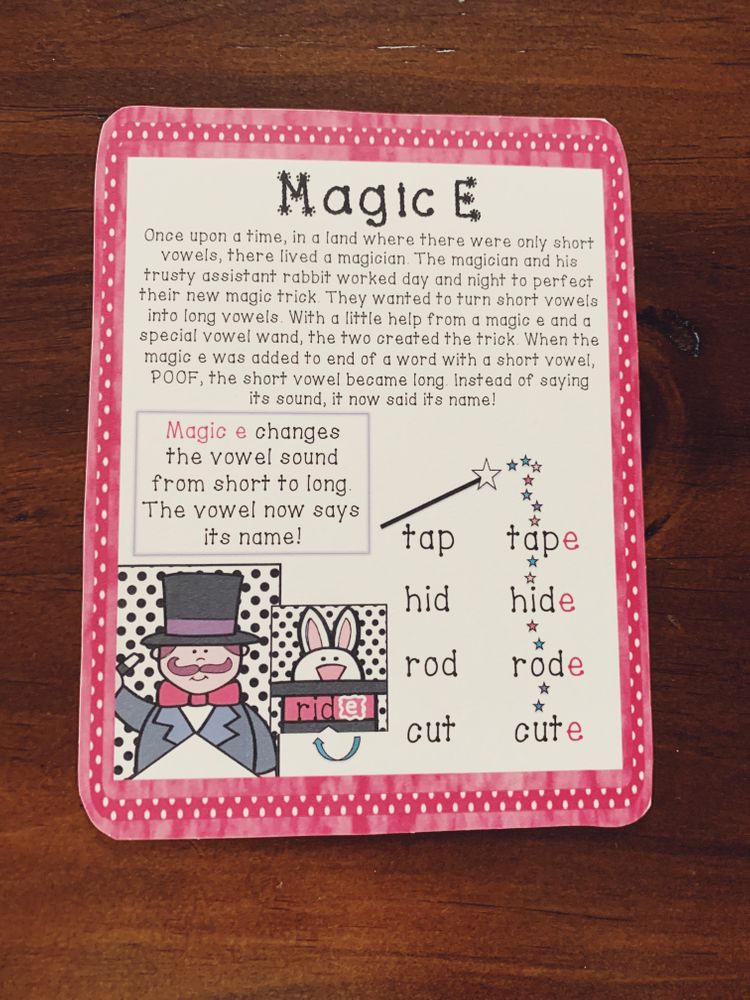 Magic E
Once upon a time, in a land where there were only short
vowels, there lived a magician. The magician and his
trusty assistant rabbit worked day and night to perfect
their new magic trick. They wanted to turn short vowels
into long vowels. With a little help from a magic e and a
special vowel wand, the two created the trick. When the
magic e was added to end of a word with a short vowel,
POOF, the short vowel became long. Instead of saying
its sound, it now said its name!
Magic e changes
the vowel sound
from short to long.
The vowel now says
its name!
tap tape
hid hide
rod rode
cut cute
ride